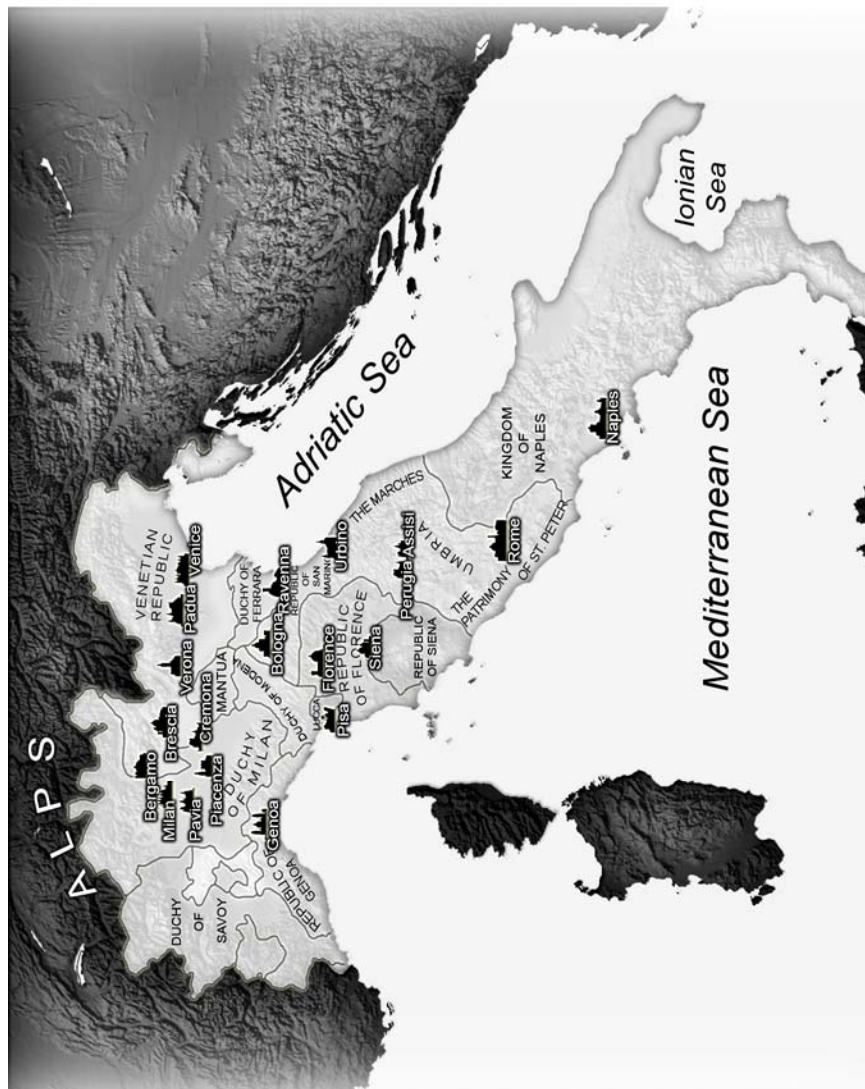 ALPS
VENETIAN
REPUBLIC
Bergamo
Milan
Brescia
Verona
Padua
Venice
Pavia
Cremona
Piacenza
MANTUA
DUCHY OF
FERRARA
DUCHY
OF
SAVOY
DUCHY
OF MILAN
DUCHY OF MODENA
Genoa
REPUBLIC OF
GENOA
Bologna
Ravenna
REPUBLIC
OF
SAN
MARINO
Urbino
LUCCA
Pisa
Florence
REPUBLIC
OF FLORENCE
Siena
REPUBLIC
OF SIENA
THE MARCHES
Perugia
Assisi
UMBRIA
THE
PATRIMONY
OF ST. PETER
Rome
KINGDOM
OF
NAPLES
Naples
Adriatic Sea
Ionian
Sea
Mediterranean Sea